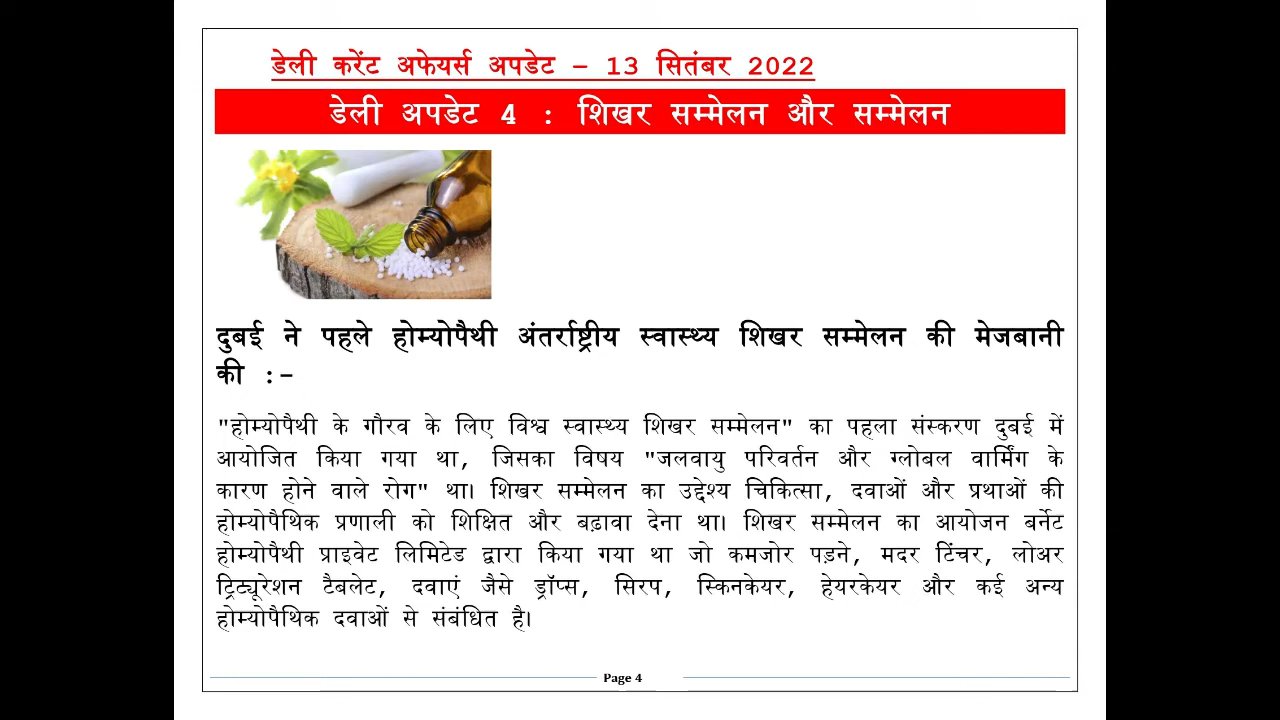 डेली करेंट अफेयर्स अपडेट – 13 सितंबर 2022
डेली अपडेट 4 : शिखर सम्मेलन और सम्मेलन
दुबई ने पहले होम्योपैथी अंतर्राष्ट्रीय स्वास्थ्य शिखर सम्मेलन की मेजबानी
की :-
"होम्योपैथी के गौरव के लिए विश्व स्वास्थ्य शिखर सम्मेलन" का पहला संस्करण दुबई में
आयोजित किया गया था, जिसका विषय "जलवायु परिवर्तन और ग्लोबल वार्मिंग के
कारण होने वाले रोग" था। शिखर सम्मेलन का उद्देश्य चिकित्सा, दवाओं और प्रथाओं की
होम्योपैथिक प्रणाली को शिक्षित और बढ़ावा देना था। शिखर सम्मेलन का आयोजन बर्नेट
होम्योपैथी प्राइवेट लिमिटेड द्वारा किया गया था जो कमजोर पड़ने, मदर टिंचर, लोअर
ट्रिट्यूरेशन टैबलेट, दवाएं जैसे ड्रॉप्स, सिरप, स्किनकेयर, हेयरकेयर और कई अन्य
होम्योपैथिक दवाओं से संबंधित है।
Page 4